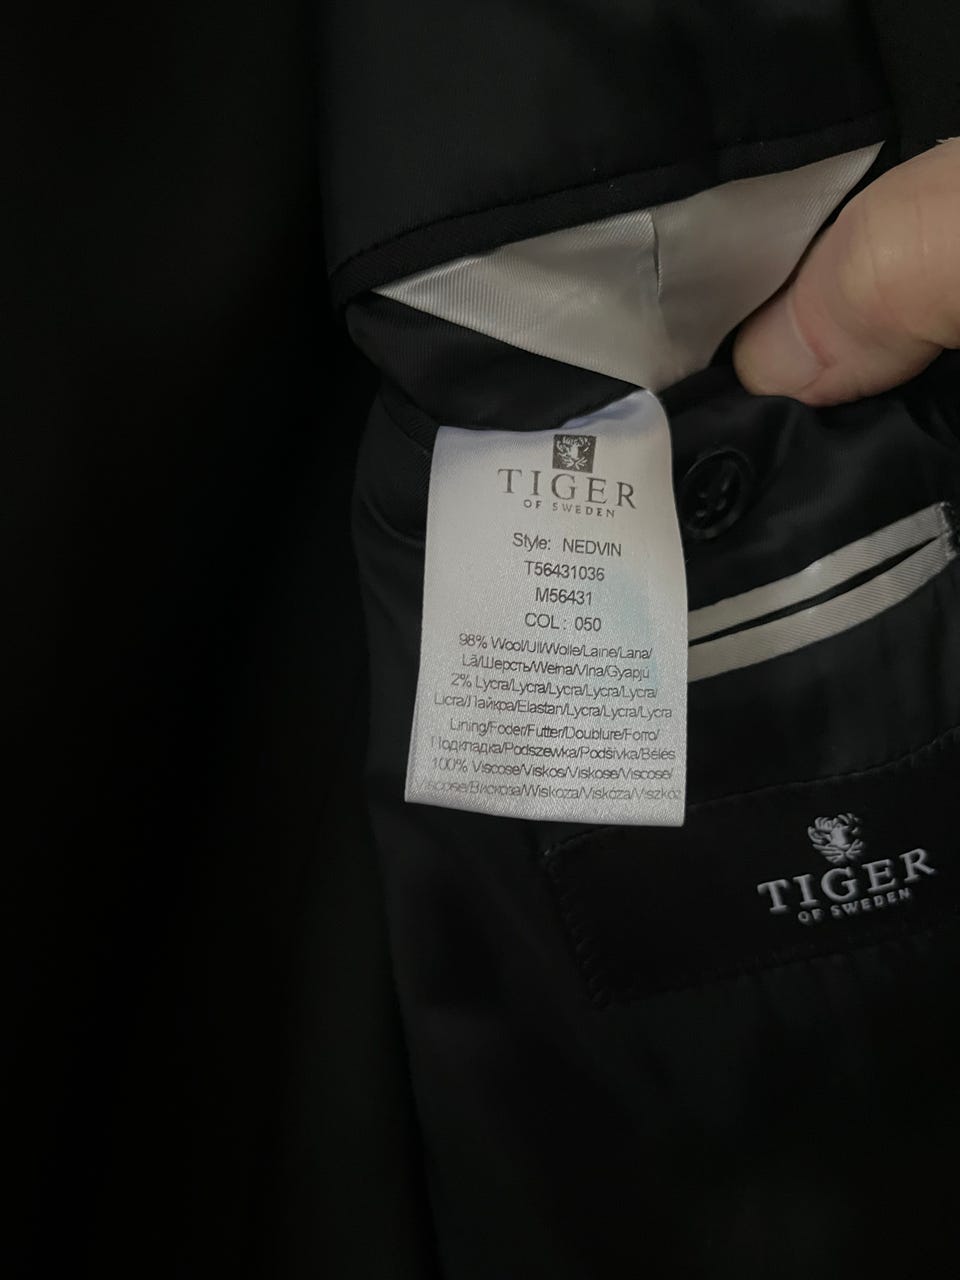 TIGER
OF SWEDEN
Style: NEDVIN
T56431036
M56431
COL: 050
98% Wool/Ull/Wolle/Laine/Lana/
Lã/Шерсть/Wełna/Vlna/Gyapjú
2% Lycra/Lycra/Lycra/Lycra/Lycra/
Licra/Лайкра/Elastan/Lycra/Lycra/Lycra
Lining/Foder/Futter/Doublure/Forro/
Подкладка/Podszewka/Podšivka/Bélés
100% Viscose/Viskos/Viskose/Viscose/
Viscose/Вискоза/Wiskoza/Viskóza/Viszkóz
TIGER
OF SWEDEN